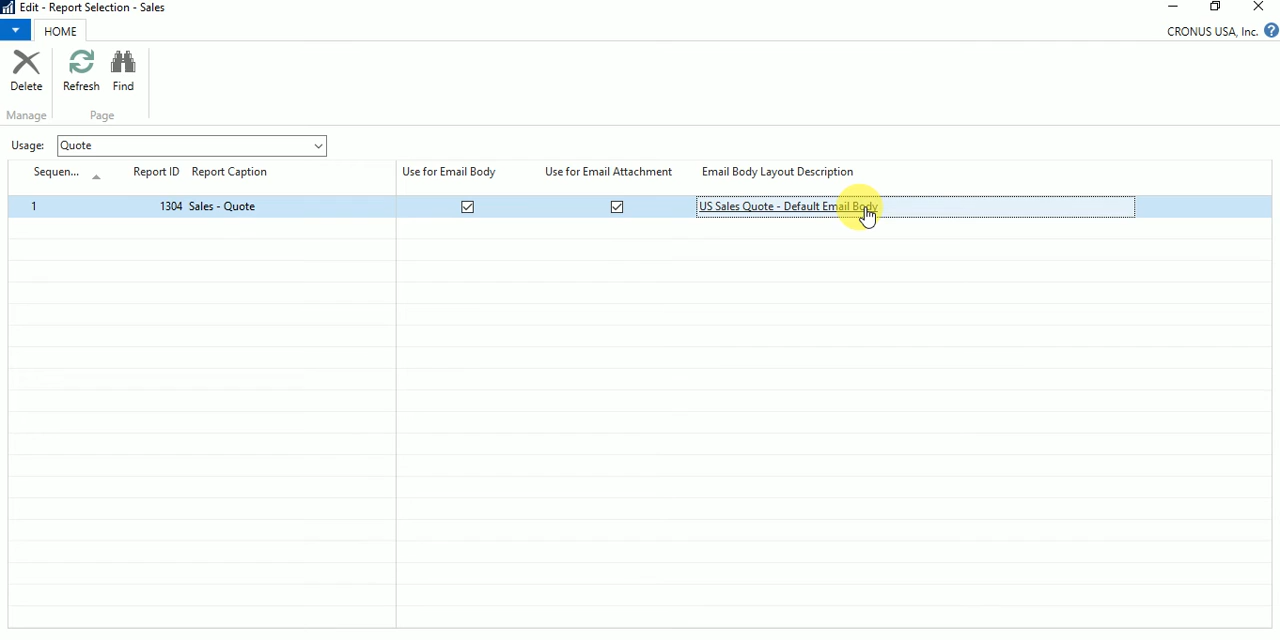 Edit - Report Selection - Sales
HOME
CRONUS USA, Inc.
?
Delete
Refresh
Find
Manage
Page
Usage:
Quote
Sequen...
Report ID
Report Caption
Use for Email Body
Use for Email Attachment
Email Body Layout Description
1
1304
Sales - Quote
US Sales Quote - Default Email Body